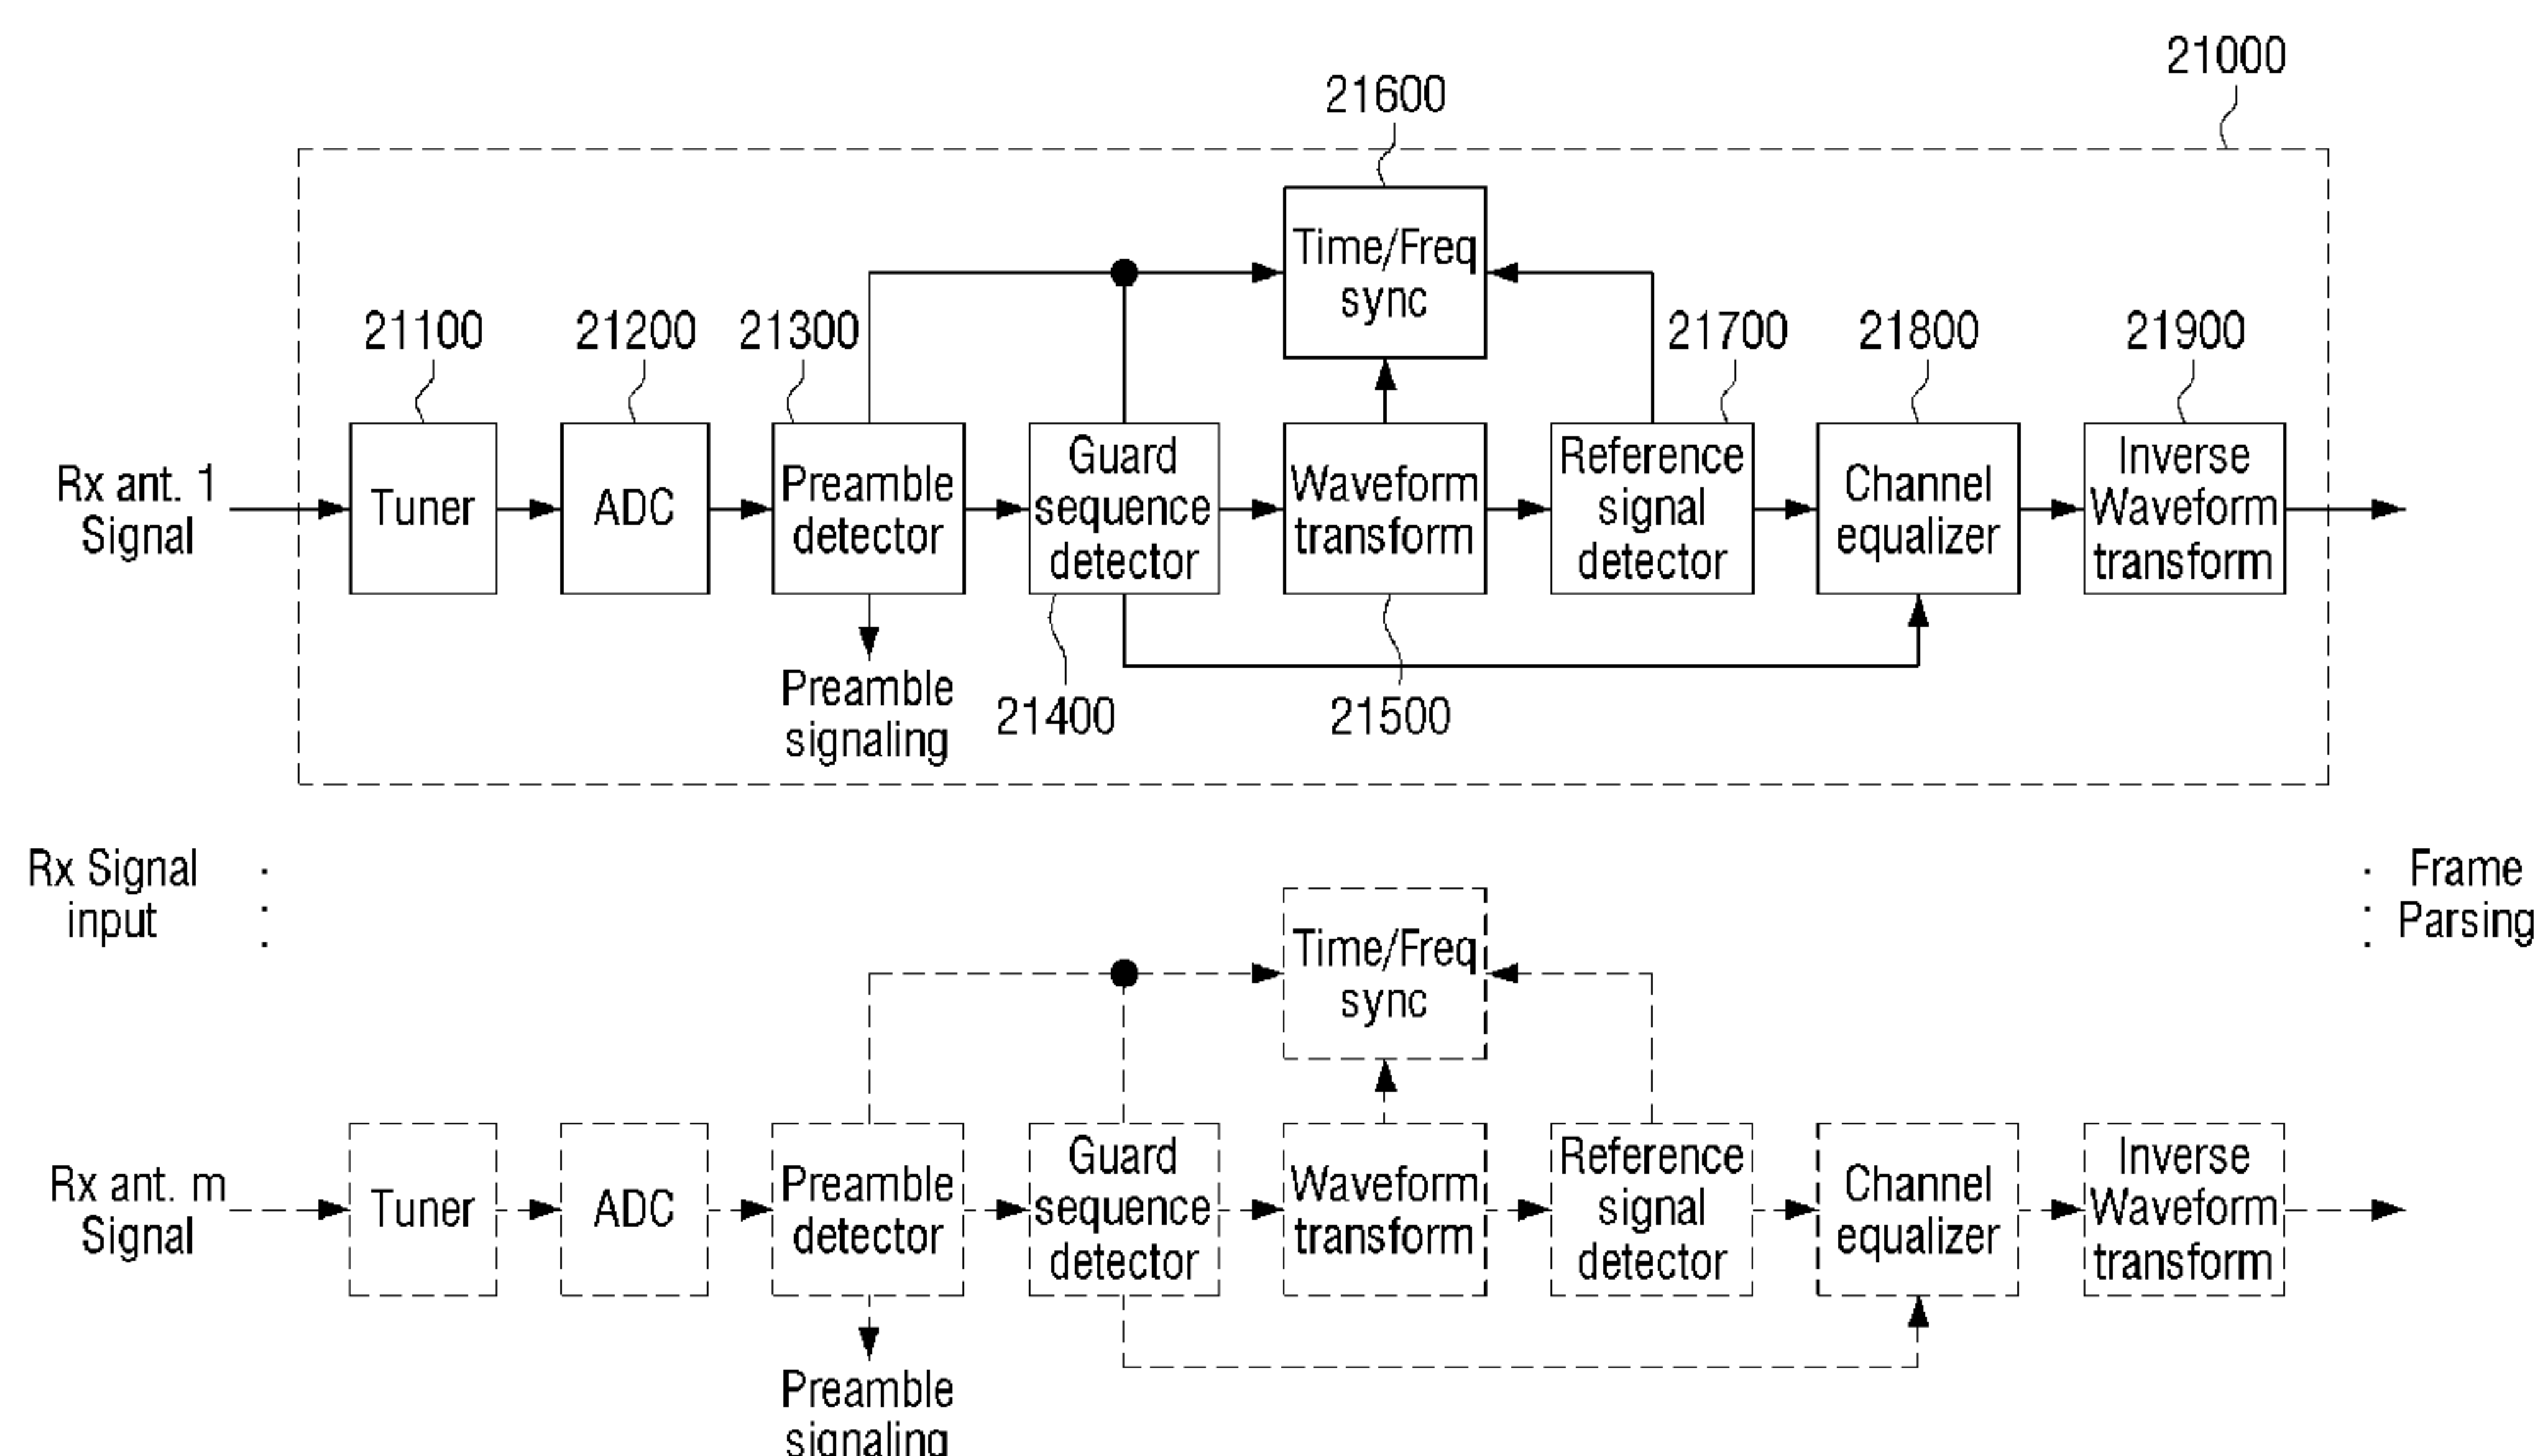 21000
21600
Time/Freq
sync
21100
21200
21300
21700
21800
21900
Rx ant. 1
Signal
Tuner
ADC
Preamble
detector
Guard
sequence
detector
Waveform
transform
Reference
signal
detector
Channel
equalizer
Inverse
Waveform
transform
Preamble
signaling
21400
21500
Rx Signal
input
Frame
Parsing
Time/Freq
sync
Rx ant. m
Signal
Tuner
ADC
Preamble
detector
Guard
sequence
detector
Waveform
transform
Reference
signal
detector
Channel
equalizer
Inverse
Waveform
transform
Preamble
signaling